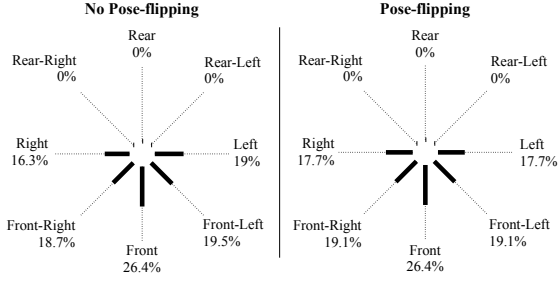 No Pose-flipping
Rear
0%
Rear-Right
0%
Rear-Left
0%
Right
16.3%
Left
19%
Front-Right
18.7%
Front-Left
19.5%
Front
26.4%
Pose-flipping
Rear
0%
Rear-Right
0%
Rear-Left
0%
Right
17.7%
Left
17.7%
Front-Right
19.1%
Front-Left
19.1%
Front
26.4%